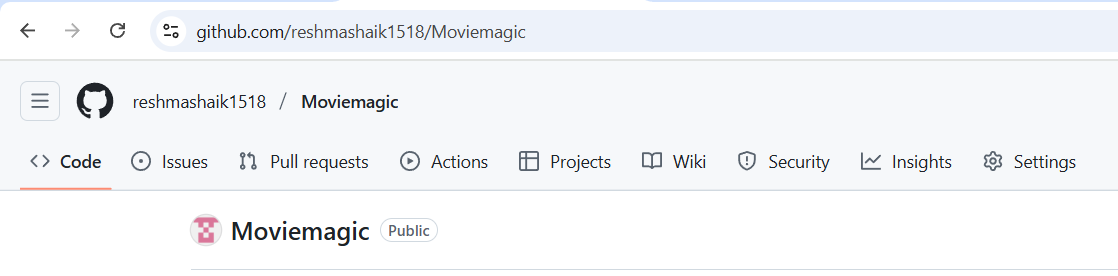 github.com/reshmashaik1518/Moviemagic
reshmashaik1518 / Moviemagic
Code Issues Pull requests Actions Projects Wiki Security Insights Settings
Moviemagic Public